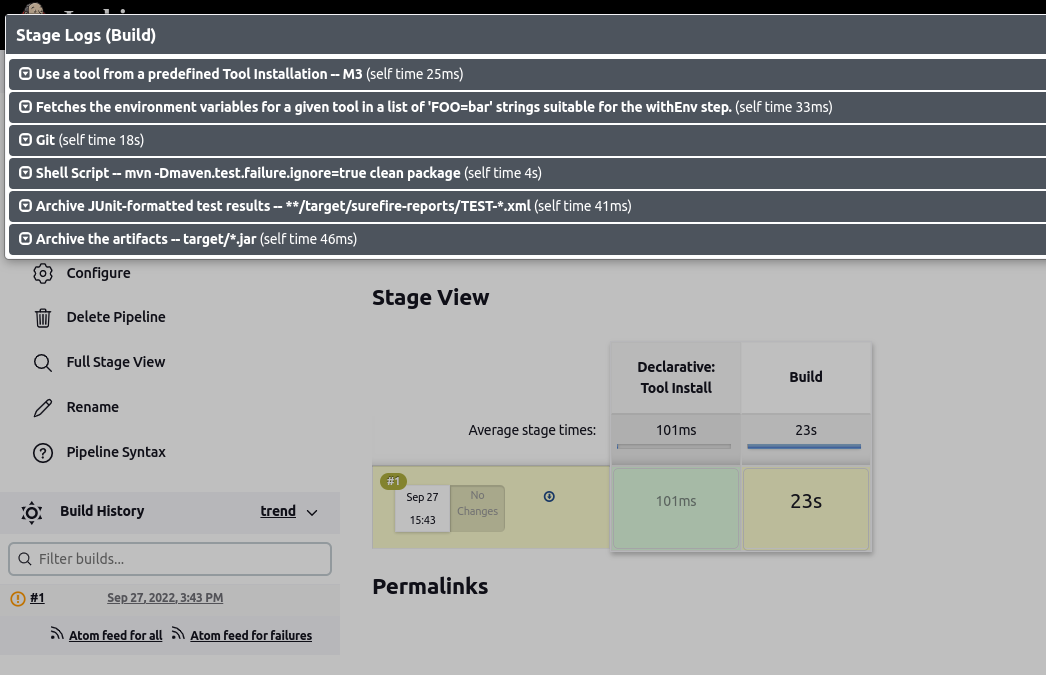 Stage Logs (Build)
Use a tool from a predefined Tool Installation -- M3 (self time 25ms)
Fetches the environment variables for a given tool in a list of 'FOO=bar' strings suitable for the withEnv step. (self time 33ms)
Git (self time 18s)
Shell Script -- mvn -Dmaven.test.failure.ignore=true clean package (self time 4s)
Archive JUnit-formatted test results -- **/target/surefire-reports/TEST-*.xml (self time 41ms)
Archive the artifacts -- target/*.jar (self time 46ms)
Configure
Delete Pipeline
Full Stage View
Rename
Pipeline Syntax
Build History
trend
Filter builds...
#1
Sep 27, 2022, 3:43 PM
Atom feed for all
Atom feed for failures
Stage View
Declarative:
Tool Install
Build
Average stage times:
101ms
23s
#1
Sep 27
15:43
No
Changes
101ms
23s
Permalinks